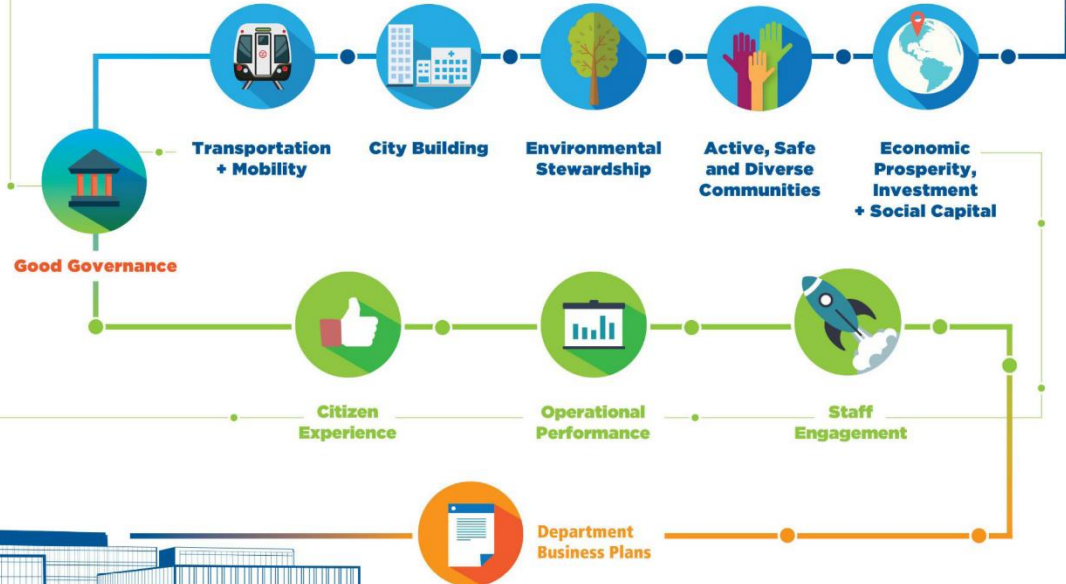 Transportation
+ Mobility
City Building
Environmental
Stewardship
Active, Safe
and Diverse
Communities
Economic
Prosperity,
Investment
+ Social Capital
Good Governance
Citizen
Experience
Operational
Performance
Staff
Engagement
Department
Business Plans